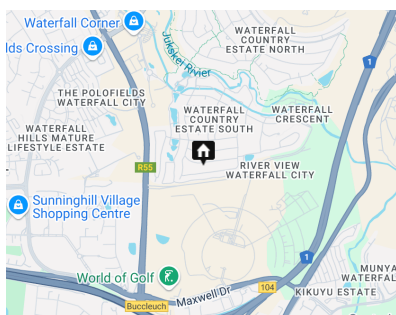 Waterfall Corner
lds Crossing
Jukskei Rivier
WATERFALL
COUNTRY
ESTATE NORTH
1
THE POLOFIELDS
WATERFALL CITY
WATERFALL
COUNTRY
ESTATE SOUTH
WATERFALL
CRESCENT
WATERFALL
HILLS MATURE
LIFESTYLE ESTATE
R55
RIVER VIEW
WATERFALL CITY
Sunninghill Village
Shopping Centre
World of Golf
1
MUNYA
WATERFAL
104
KIKUYU ESTATE
Maxwell Dr
Buccleuch